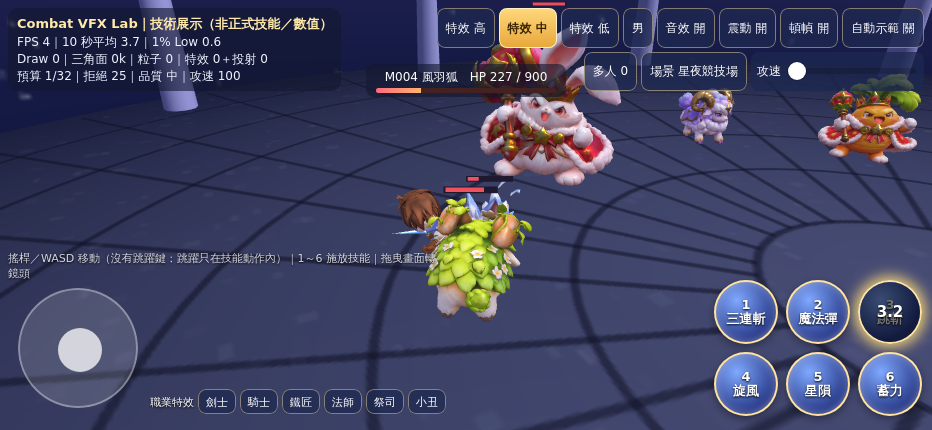 Combat VFX Lab｜技術展示（非正式技能／數值）
FPS 4｜10 秒平均 3.7｜1% Low 0.6
Draw 0｜三角面 0k｜粒子 0｜特效 0＋投射 0
預算 1/32｜拒絕 25｜品質 中｜攻速 100
特效 高
特效 中
特效 低
男
音效 開
震動 開
頓幀 開
自動示範 關
M004 風羽狐 HP 227 / 900
多人 0
場景 星夜競技場
攻速
搖桿／WASD 移動（沒有跳躍鍵；跳躍只在技能動作內）｜1～6 施放技能｜拖曳畫面轉
鏡頭
1
三連斬
2
魔法彈
3
3.2
跳斬
4
旋風
5
星隕
6
蓄力
職業特效
劍士
騎士
鐵匠
法師
祭司
小丑